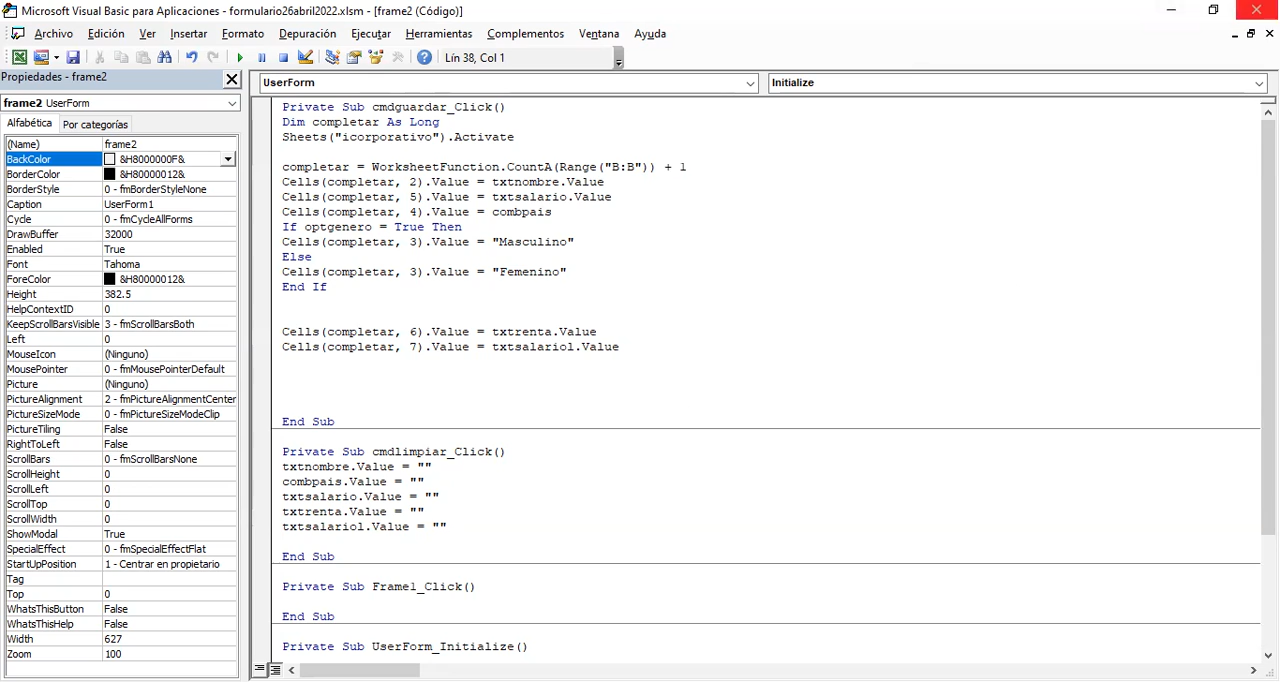 Microsoft Visual Basic para Aplicaciones - formulario26abril2022.xlsm - [frame2 (Código)]
Archivo Edición Ver Insertar Formato Depuración Ejecutar Herramientas Complementos Ventana Ayuda
Lín 38, Col 1
Propiedades - frame2
frame2 UserForm
Alfabética Por categorías
(Name) frame2
BackColor &H8000000F&
BorderColor &H80000012&
BorderStyle 0 - fmBorderStyleNone
Caption UserForm1
Cycle 0 - fmCycleAllForms
DrawBuffer 32000
Enabled True
Font Tahoma
ForeColor &H80000012&
Height 382.5
HelpContextID 0
KeepScrollBarsVisible 3 - fmScrollBarsBoth
Left 0
MouseIcon (Ninguno)
MousePointer 0 - fmMousePointerDefault
Picture (Ninguno)
PictureAlignment 2 - fmPictureAlignmentCenter
PictureSizeMode 0 - fmPictureSizeModeClip
PictureTiling False
RightToLeft False
ScrollBars 0 - fmScrollBarsNone
ScrollHeight 0
ScrollLeft 0
ScrollTop 0
ScrollWidth 0
ShowModal True
SpecialEffect 0 - fmSpecialEffectFlat
StartUpPosition 1 - Centrar en propietario
Tag
Top 0
WhatsThisButton False
WhatsThisHelp False
Width 627
Zoom 100
UserForm Initialize
Private Sub cmdguardar_Click()
Dim completar As Long
Sheets("icorporativo").Activate
completar = WorksheetFunction.CountA(Range("B:B")) + 1
Cells(completar, 2).Value = txtnombre.Value
Cells(completar, 5).Value = txtsalario.Value
Cells(completar, 4).Value = combpais
If optgenero = True Then
Cells(completar, 3).Value = "Masculino"
Else
Cells(completar, 3).Value = "Femenino"
End If
Cells(completar, 6).Value = txtrenta.Value
Cells(completar, 7).Value = txtsalariol.Value
End Sub
Private Sub cmdlimpiar_Click()
txtnombre.Value = ""
combpais.Value = ""
txtsalario.Value = ""
txtrenta.Value = ""
txtsalariol.Value = ""
End Sub
Private Sub Frame1_Click()
End Sub
Private Sub UserForm_Initialize()